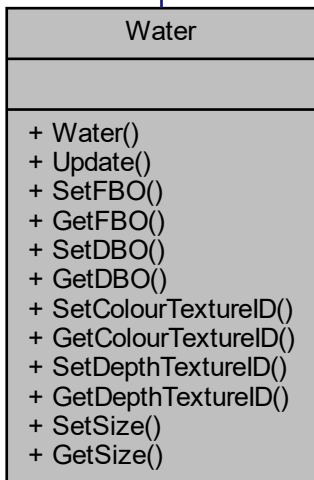 Water
+ Water()
+ Update()
+ SetFBO()
+ GetFBO()
+ SetDBO()
+ GetDBO()
+ SetColourTextureID()
+ GetColourTextureID()
+ SetDepthTextureID()
+ GetDepthTextureID()
+ SetSize()
+ GetSize()